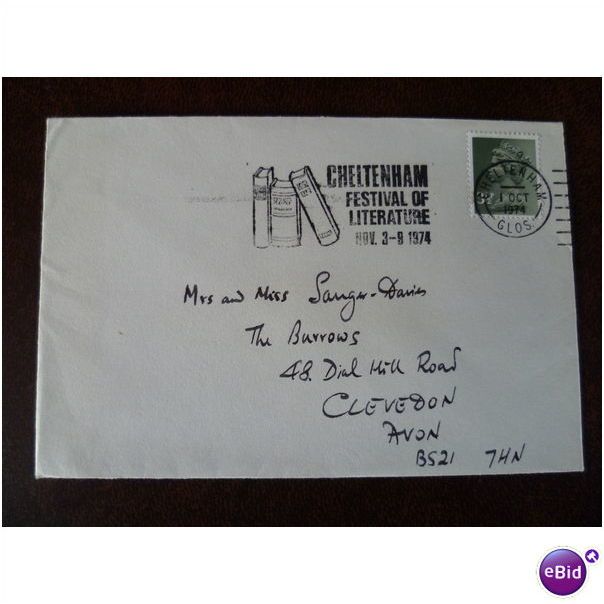 CHELTENHAM
FESTIVAL OF
LITERATURE
NOV. 3-9 1974
CHELTENHAM
1 OCT
1974
GLOS.
Mrs and Miss Sanger-Davies
The Burrows
48. Dial Hill Road
CLEVEDON
AVON
BS21 7HN
eBid